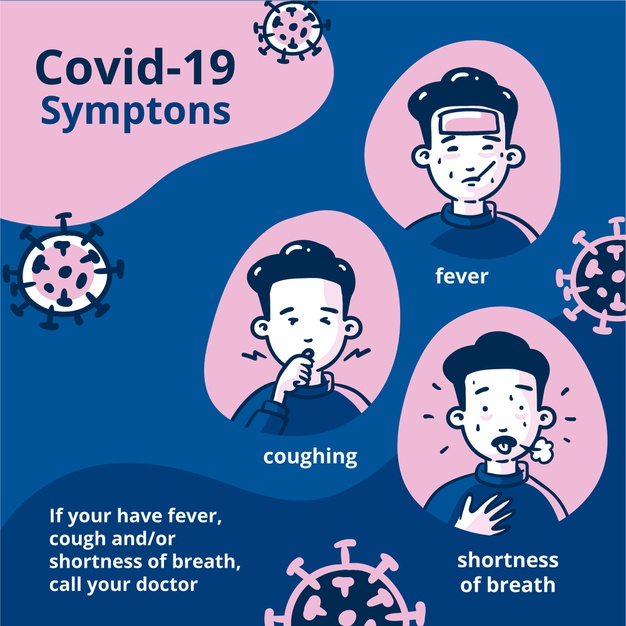 Covid-19
Symptons
fever
coughing
shortness
of breath
If your have fever,
cough and/or
shortness of breath,
call your doctor